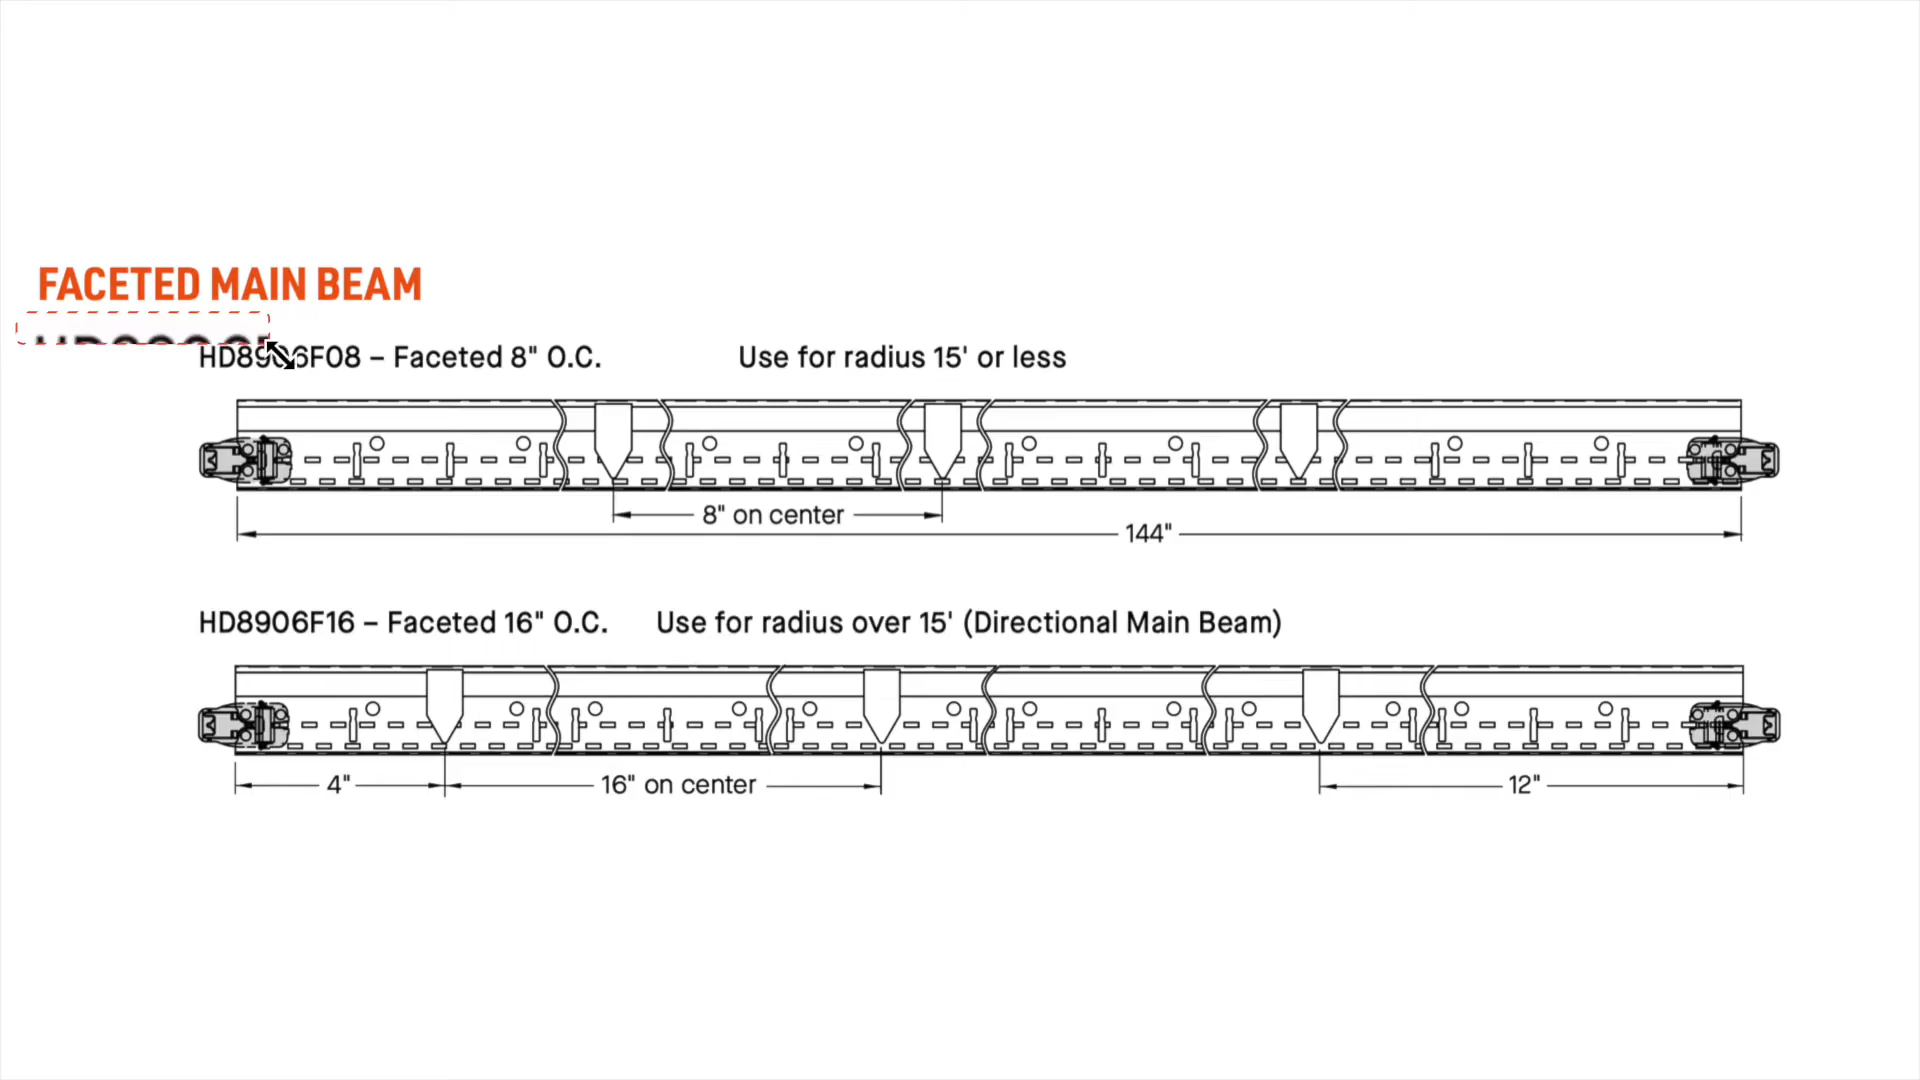 FACETED MAIN BEAM
HD8906F08 – Faceted 8" O.C. Use for radius 15' or less
8" on center
144"
HD8906F16 – Faceted 16" O.C. Use for radius over 15' (Directional Main Beam)
4" 16" on center 12"